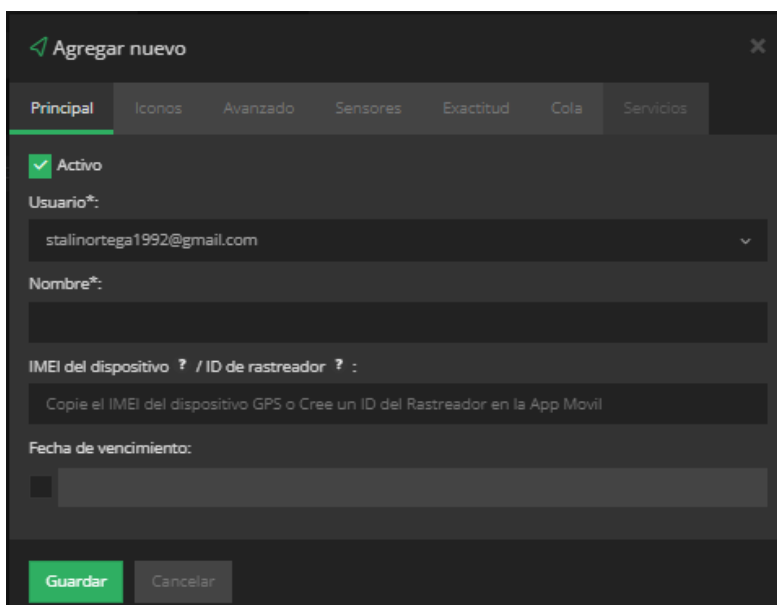 Agregar nuevo
Principal Iconos Avanzado Sensores Exactitud Cola Servicios
Activo
Usuario*:
stalinortega1992@gmail.com
Nombre*:
IMEI del dispositivo ? / ID de rastreador ? :
Copie el IMEI del dispositivo GPS o Cree un ID del Rastreador en la App Movil
Fecha de vencimiento:
Guardar Cancelar